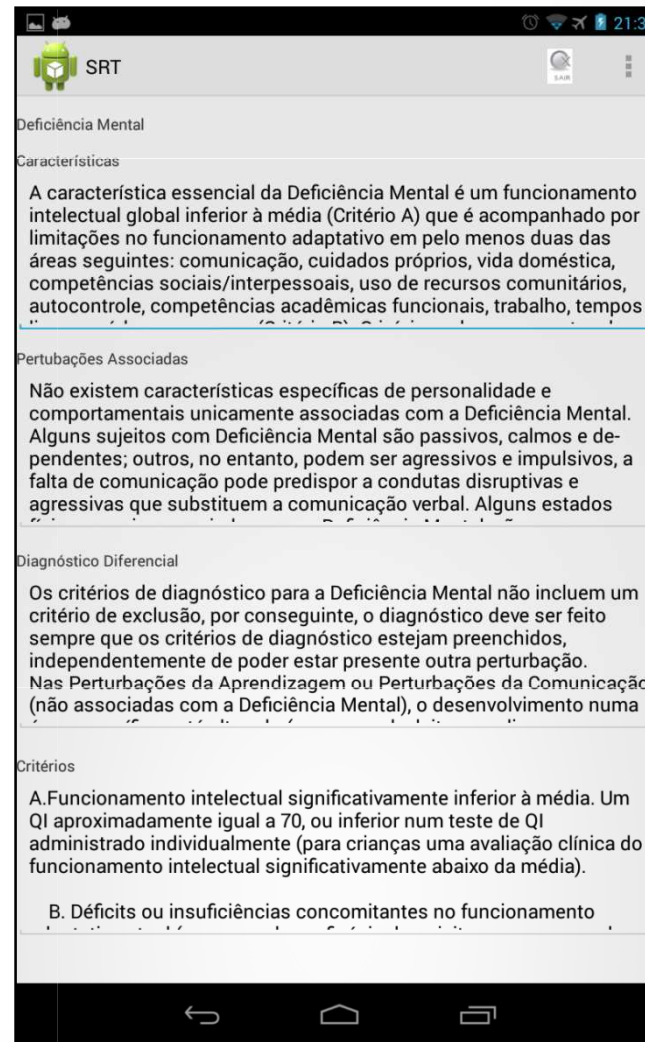 21:3
SRT
SAIR
Deficiência Mental
Características
A característica essencial da Deficiência Mental é um funcionamento
intelectual global inferior à média (Critério A) que é acompanhado por
limitações no funcionamento adaptativo em pelo menos duas das
áreas seguintes: comunicação, cuidados próprios, vida doméstica,
competências sociais/interpessoais, uso de recursos comunitários,
autocontrole, competências acadêmicas funcionais, trabalho, tempos
Pertubações Associadas
Não existem características específicas de personalidade e
comportamentais unicamente associadas com a Deficiência Mental.
Alguns sujeitos com Deficiência Mental são passivos, calmos e de-
pendentes; outros, no entanto, podem ser agressivos e impulsivos, a
falta de comunicação pode predispor a condutas disruptivas e
agressivas que substituem a comunicação verbal. Alguns estados
Diagnóstico Diferencial
Os critérios de diagnóstico para a Deficiência Mental não incluem um
critério de exclusão, por conseguinte, o diagnóstico deve ser feito
sempre que os critérios de diagnóstico estejam preenchidos,
independentemente de poder estar presente outra perturbação.
Nas Perturbações da Aprendizagem ou Perturbações da Comunicação
(não associadas com a Deficiência Mental), o desenvolvimento numa
Critérios
A.Funcionamento intelectual significativamente inferior à média. Um
QI aproximadamente igual a 70, ou inferior num teste de QI
administrado individualmente (para crianças uma avaliação clínica do
funcionamento intelectual significativamente abaixo da média).
B. Déficits ou insuficiências concomitantes no funcionamento